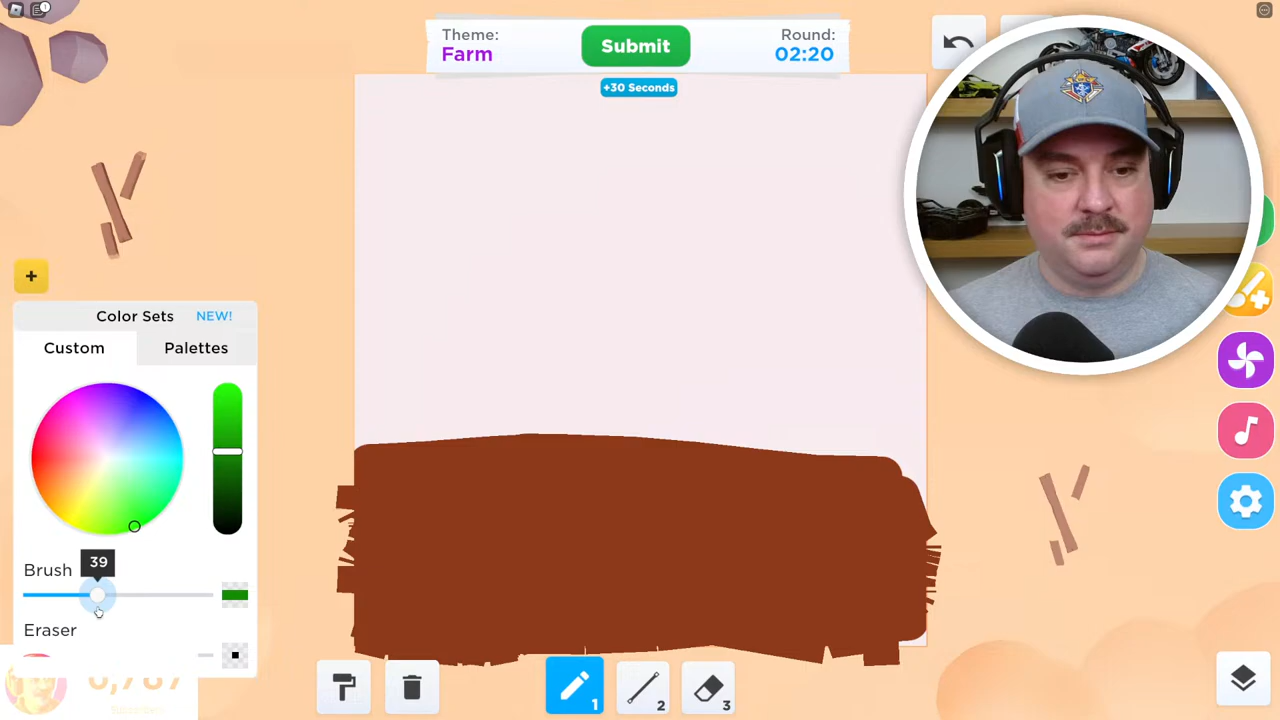 1
Theme:
Farm
Submit
Round:
02:20
+30 Seconds
+
Color Sets NEW!
Custom
Palettes
39
Brush
Eraser
1
2
3